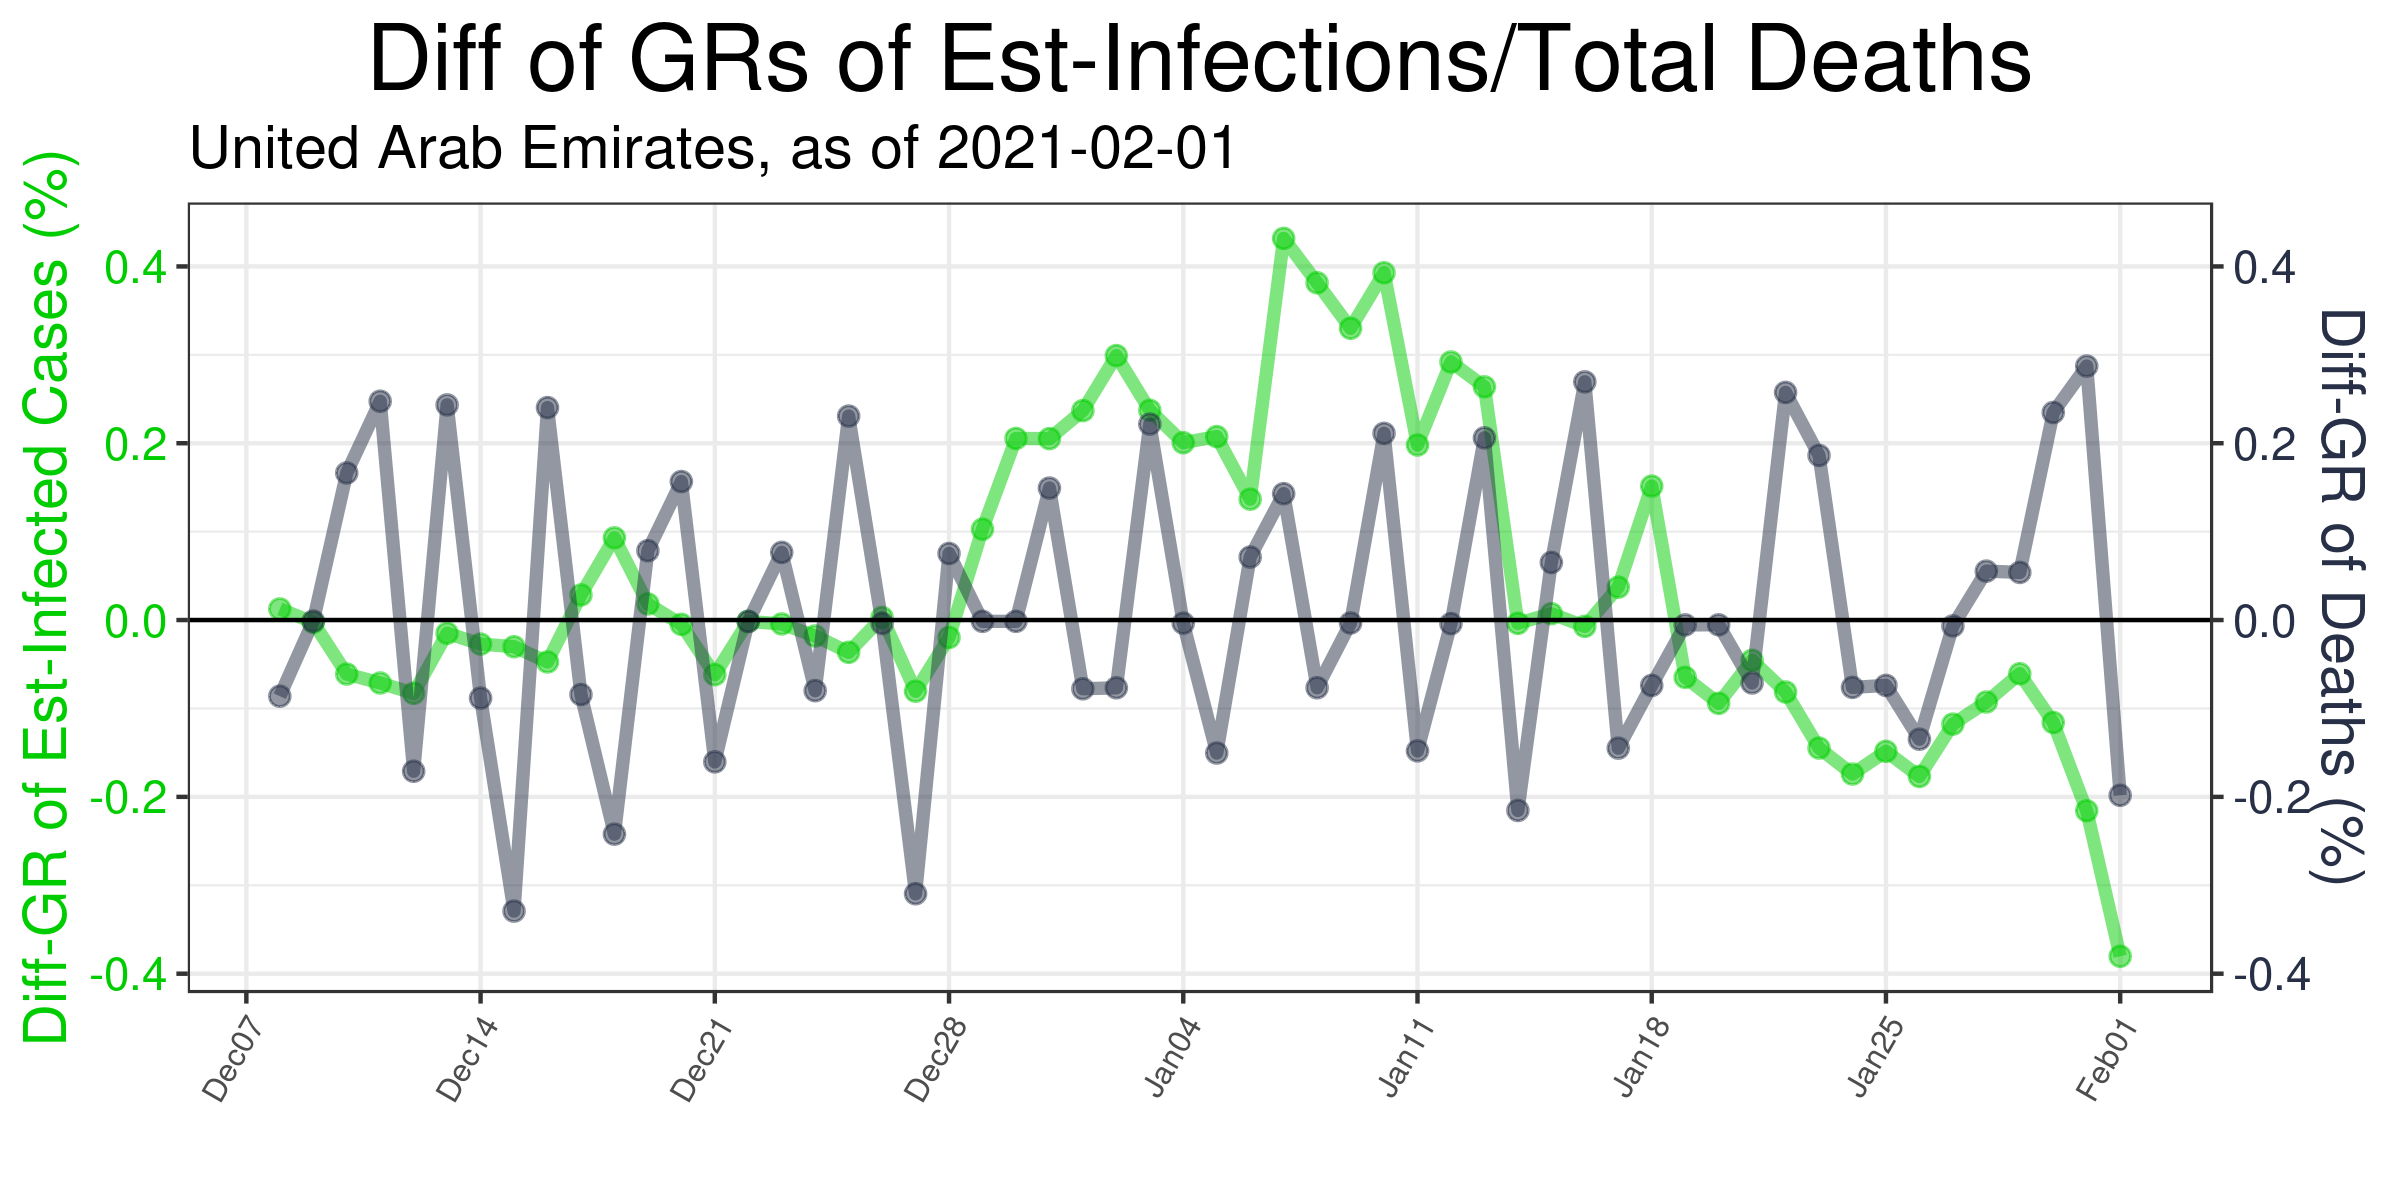 Diff of GRs of Est-Infections/Total Deaths
United Arab Emirates, as of 2021-02-01
Diff-GR of Est-Infected Cases (%)
0.4
0.2
0.0
-0.2
-0.4
0.4
0.2
0.0
-0.2
-0.4
Diff-GR of Deaths (%)
Dec07
Dec14
Dec21
Dec28
Jan04
Jan11
Jan18
Jan25
Feb01